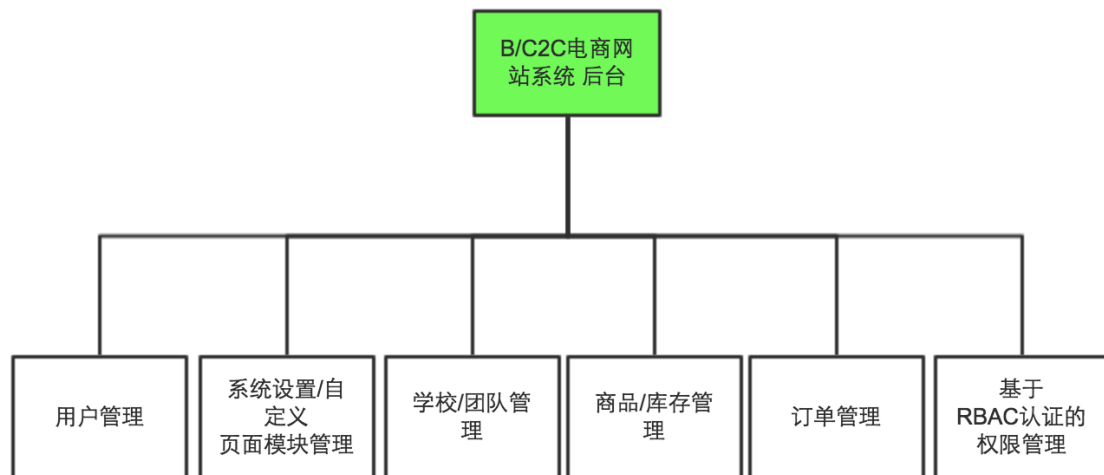 B/C2C电商网
站系统 后台
用户管理
系统设置/自
定义
页面模块管理
学校/团队管
理
商品/库存管
理
订单管理
基于
RBAC认证的
权限管理